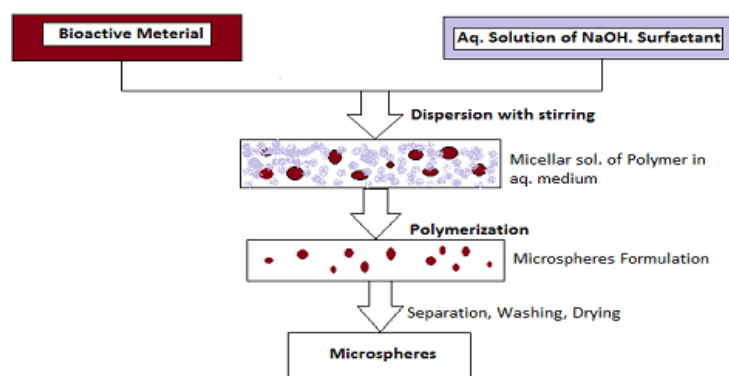 Bioactive Meterial
Aq. Solution of NaOH. Surfactant
Dispersion with stirring
Micellar sol. of Polymer in
aq. medium
Polymerization
Microspheres Formulation
Separation, Washing, Drying
Microspheres